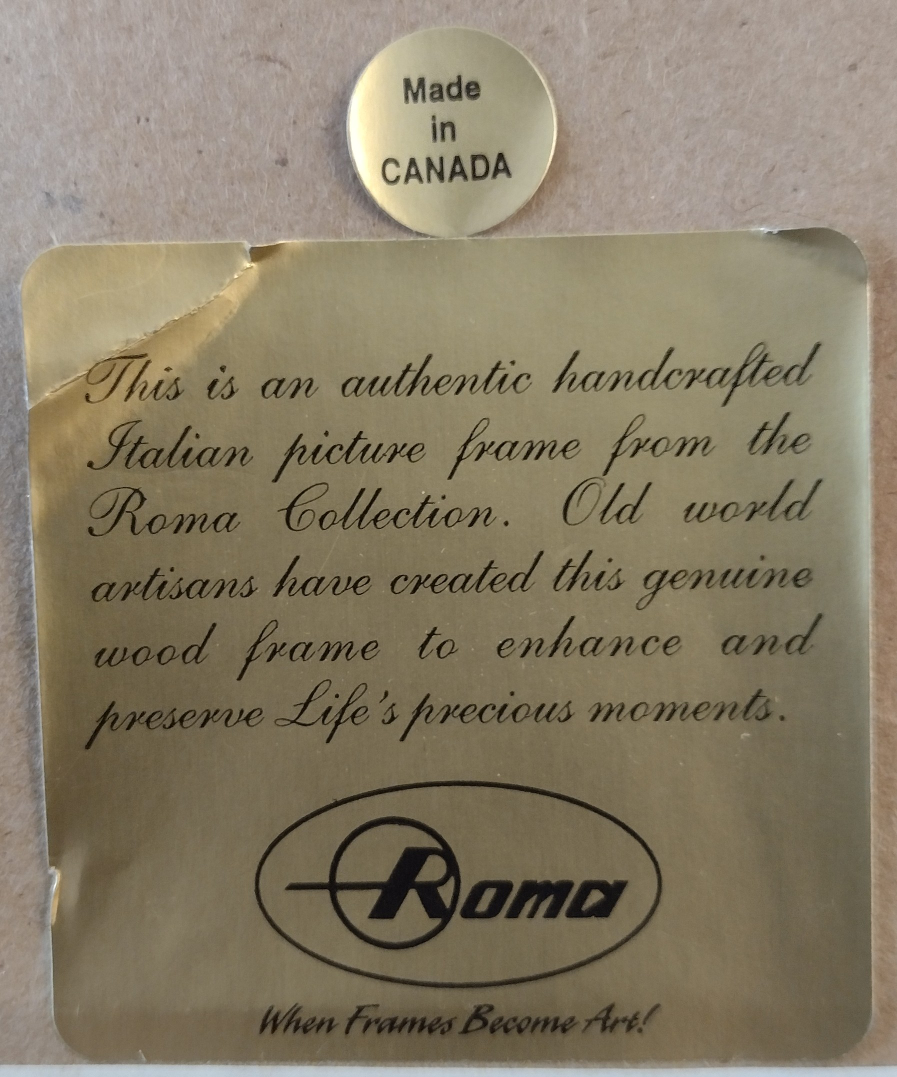 Made
in
CANADA
This is an authentic handcrafted
Italian picture frame from the
Roma Collection. Old world
artisans have created this genuine
wood frame to enhance and
preserve Life's precious moments.
Roma
When Frames Become Art!